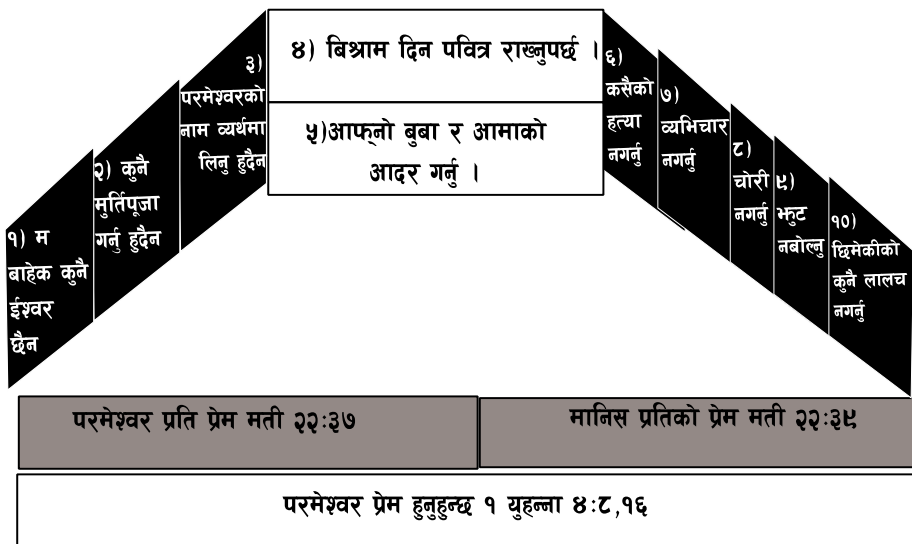 १) म
बाहेक कुनै
ईश्वर
छैन
२) कुनै
मुर्तिपूजा
गर्नु हुदैन
३)
परमेश्वरको
नाम व्यर्थमा
लिनु हुदैन
४) बिश्राम दिन पवित्र राख्नुपर्छ ।
५)आफ्नो बुबा र आमाको
आदर गर्नु ।
६)
कसैको
हत्या
नगर्नु
७)
व्यभिचार
नगर्नु
८)
चोरी
नगर्नु
९)
झुट
नबोल्नु
१०)
छिमेकीको
कुनै लालच
नगर्नु
परमेश्वर प्रति प्रेम मती २२:३७
मानिस प्रतिको प्रेम मती २२:३९
परमेश्वर प्रेम हुनुहुन्छ १ युहन्ना ४:८,१६